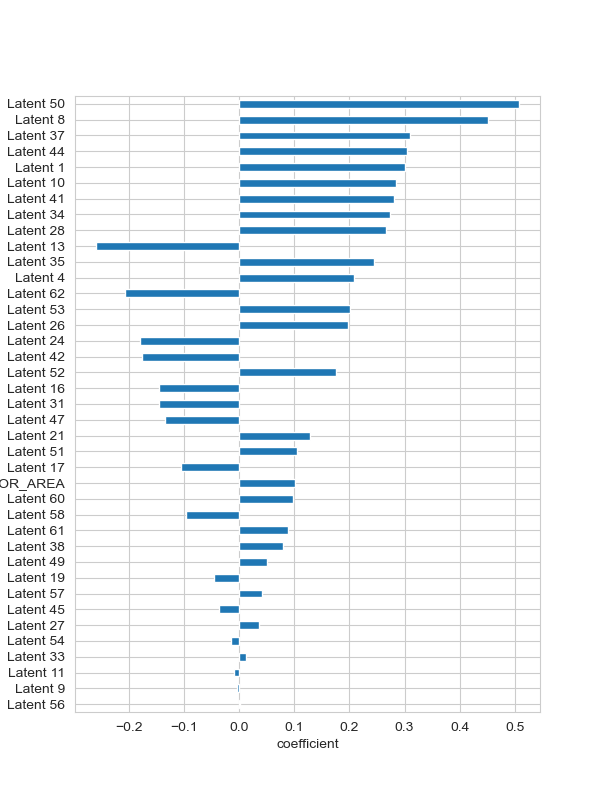 Latent 50
Latent 8
Latent 37
Latent 44
Latent 1
Latent 10
Latent 41
Latent 34
Latent 28
Latent 13
Latent 35
Latent 4
Latent 62
Latent 53
Latent 26
Latent 24
Latent 42
Latent 52
Latent 16
Latent 31
Latent 47
Latent 21
Latent 51
Latent 17
OR_AREA
Latent 60
Latent 58
Latent 61
Latent 38
Latent 49
Latent 19
Latent 57
Latent 45
Latent 27
Latent 54
Latent 33
Latent 11
Latent 9
Latent 56
−0.2 −0.1 0.0 0.1 0.2 0.3 0.4 0.5
coefficient